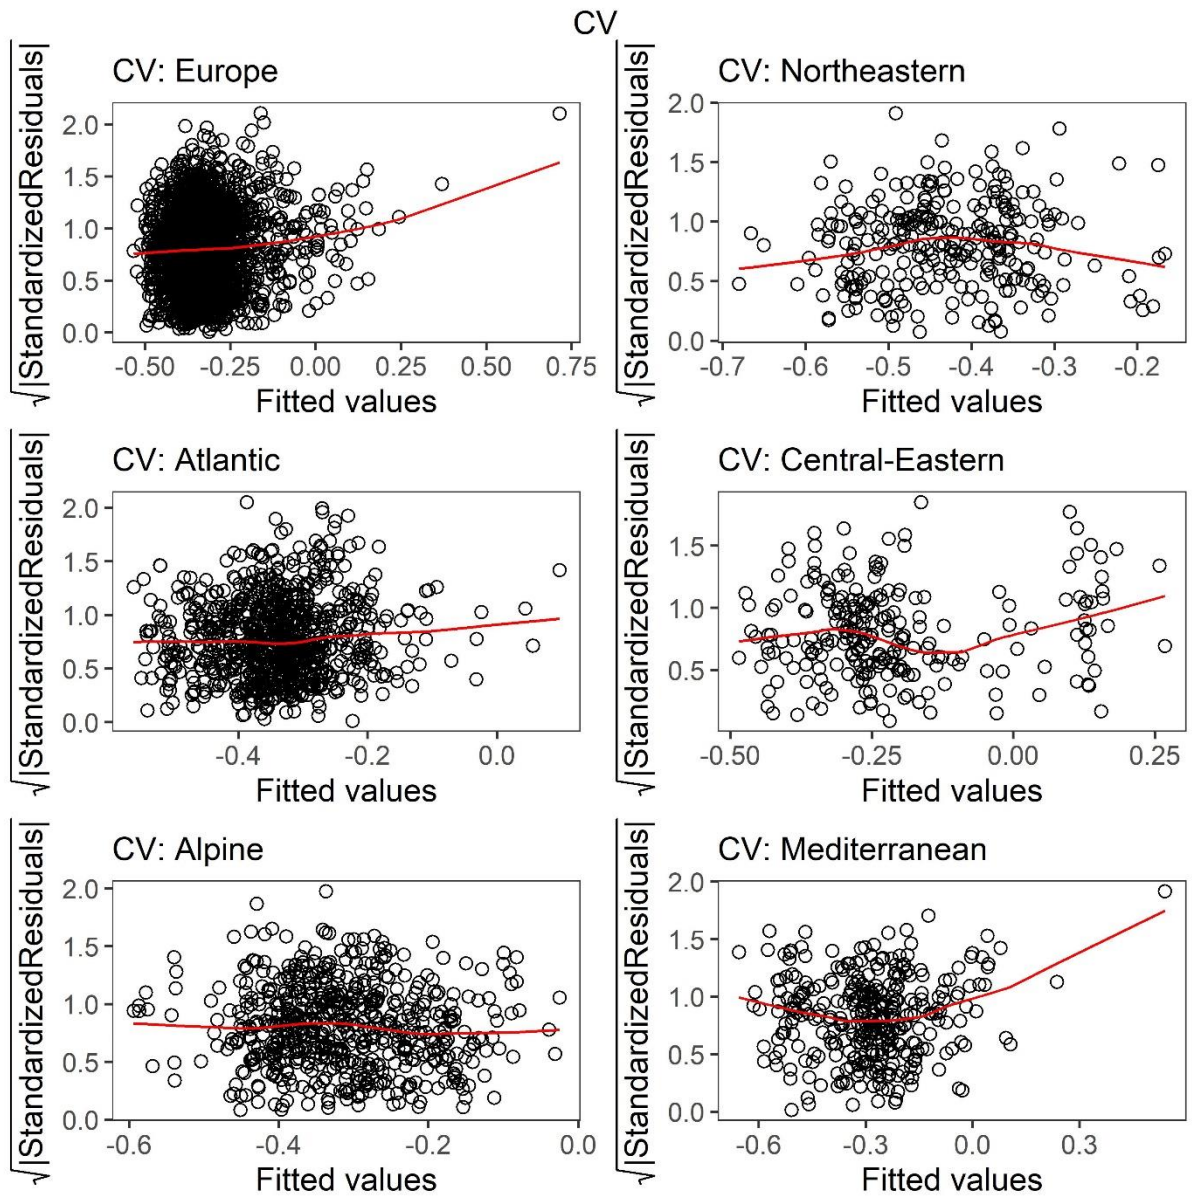 CV
CV: Europe
√|StandardizedResiduals|
2.0
1.5
1.0
0.5
0.0
-0.50 -0.25 0.00 0.25 0.50 0.75
Fitted values
CV: Northeastern
√|StandardizedResiduals|
2.0
1.5
1.0
0.5
0.0
-0.7 -0.6 -0.5 -0.4 -0.3 -0.2
Fitted values
CV: Atlantic
√|StandardizedResiduals|
2.0
1.5
1.0
0.5
0.0
-0.4 -0.2 0.0
Fitted values
CV: Central-Eastern
√|StandardizedResiduals|
1.5
1.0
0.5
-0.50 -0.25 0.00 0.25
Fitted values
CV: Alpine
√|StandardizedResiduals|
2.0
1.5
1.0
0.5
0.0
-0.6 -0.4 -0.2 0.0
Fitted values
CV: Mediterranean
√|StandardizedResiduals|
2.0
1.5
1.0
0.5
0.0
-0.6 -0.3 0.0 0.3
Fitted values